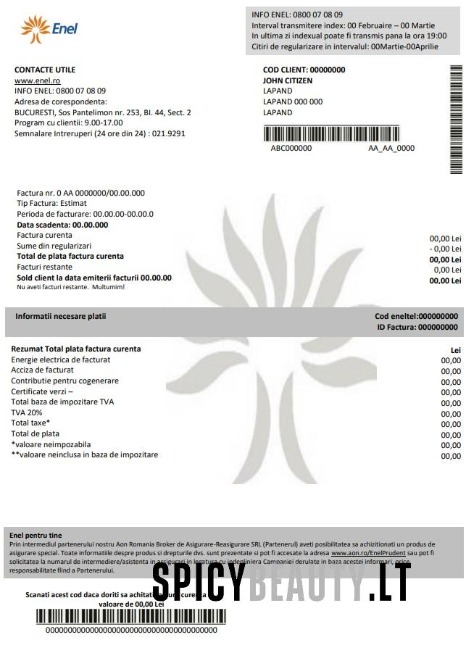 Enel
INFO ENEL: 0800 07 08 09
Interval transmitere index: 00 Februaire – 00 Martie
In ultima zi indexual poate fi transmis pana la ora 19:00
Citiri de regularizare in intervalul: 00Martie-00Aprilie
CONTACTE UTILE
www.enel.ro
INFO ENEL: 0800 07 08 09
Adresa de corespondenta:
BUCURESTI, Sos Pantelimon nr. 253, Bl. 44, Sect. 2
Program cu clientii: 9.00-17.00
Semnalare Intreruperi (24 ore din 24) : 021.9291
COD CLIENT: 00000000
JOHN CITIZEN
LAPAND
LAPAND 000 000
LAPAND
ABC000000 AA_AA_0000
Factura nr. 0 AA 0000000/00.00.000
Tip Factura: Estimat
Perioda de facturare: 00.00.00-00.00.0
Data scadenta: 00.00.000
Factura curenta 00,00 Lei
Sume din regularizari - 0,00 Lei
Total de plata factura curenta 00,00 Lei
Facturi restante 0,00 Lei
Sold client la data emiterii facturii 00.00.00 00,00 Lei
Nu aveti facturi restante. Multumim!
Informatii necesare platii
Cod eneltel:000000000
ID Factura: 000000000
Rezumat Total plata factura curenta Lei
Energie electrica de facturat 00,00
Acciza de facturat 00,00
Contributie pentru cogenerare 00,00
Certificate verzi – 00,00
Total baza de impozitare TVA 00,00
TVA 20% 00,00
Total taxe* 00,00
Total de plata 00,00
*valoare neimpozabila 00,00
**valoare neinclusa in baza de impozitare 00,00
Enel pentru tine
Prin intermediul partenerului nostru Aon Romania Broker de Asigurare-Reasigurare SRL (Partenerul) aveti posibilitatea sa achizitionati un produs de
asigurare special. Toate informatiile despre produs si drepturile dvs. sunt prezentate si pot fi accesate la adresa www.aon.ro/EnelPrudent sau pot fi
solicitate la numarul de intermediere/asistenta in asigurari in legatura cu indeplinirea Campaniei derulate in baza acestei informari, orice
responsabilitate fiind a Partenerului.
SPICYBEAUTY.LT
Scanati acest cod daca doriti sa achitati factura curenta
valoare de 00,00 Lei